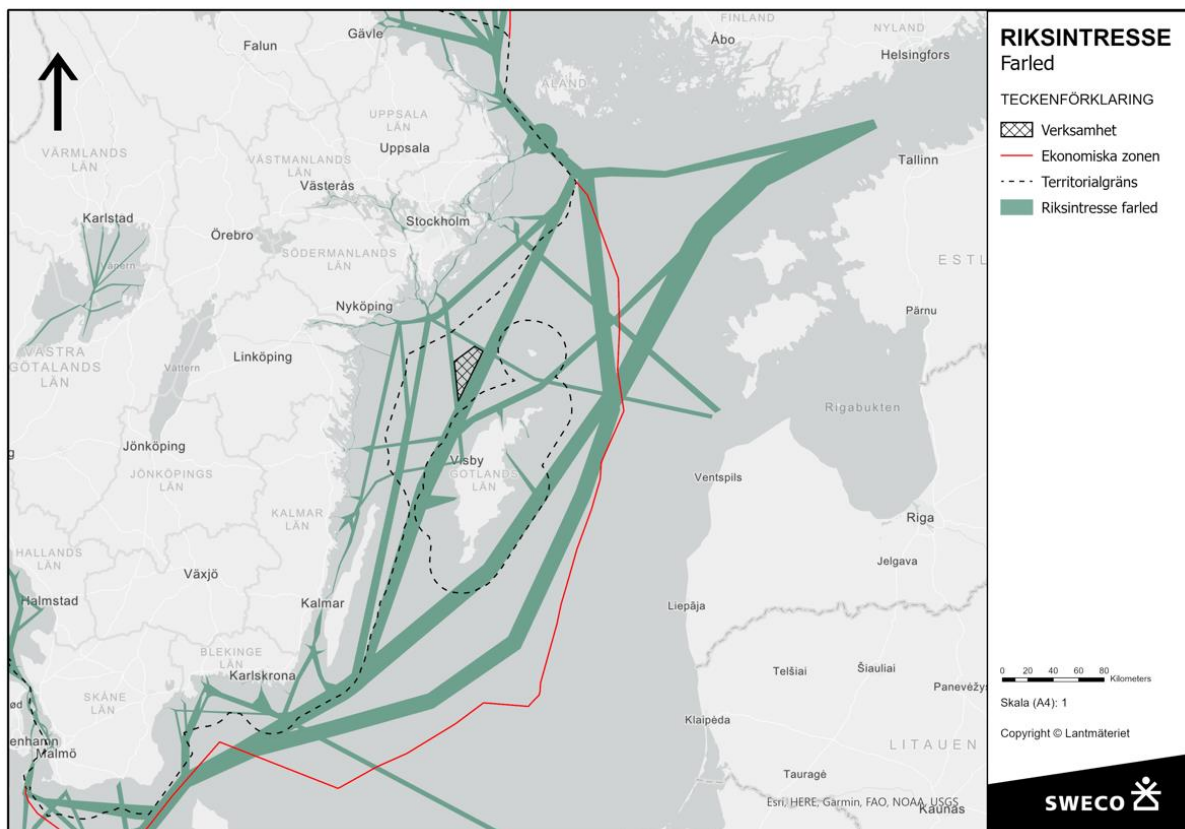 FINLAND
NYLAND
Gävle
Åbo
Falun
Helsingfors
ÅLAND
UPPSALA
LÄN
Uppsala
VÄRMLANDS
LÄN
VÄSTMANLANDS
LÄN
Tallinn
Västerås
Karlstad
Stockholm
Örebro
SÖDERMANLANDS
LÄN
Vänern
ESTL
Nyköping
Pärnu
VÄSTRA
GÖTALANDS
LÄN
Linköping
Vättern
Rigabukten
Jönköping
g
Visby
GOTLANDS
LÄN
JÖNKÖPINGS
LÄN
Ventspils
KALMAR
LÄN
Riga
HALLANDS
LÄN
Jelgava
Växjö
Halmstad
Kalmar
Liepāja
BLEKINGE
LÄN
Karlskrona
Telšiai
Šiauliai
SKÅNE
LÄN
Panevėžys
ød
Klaipėda
enhamn
Malmö
LITAUEN
Tauragė
Esri, HERE, Garmin, FAO, NOAA, USGS
Kaunas
RIKSINTRESSE
Farled
TECKENFÖRKLARING
Verksamhet
Ekonomiska zonen
Territorialgräns
Riksintresse farled
0 20 40 60 80
Kilometers
Skala (A4): 1
Copyright © Lantmäteriet
SWECO